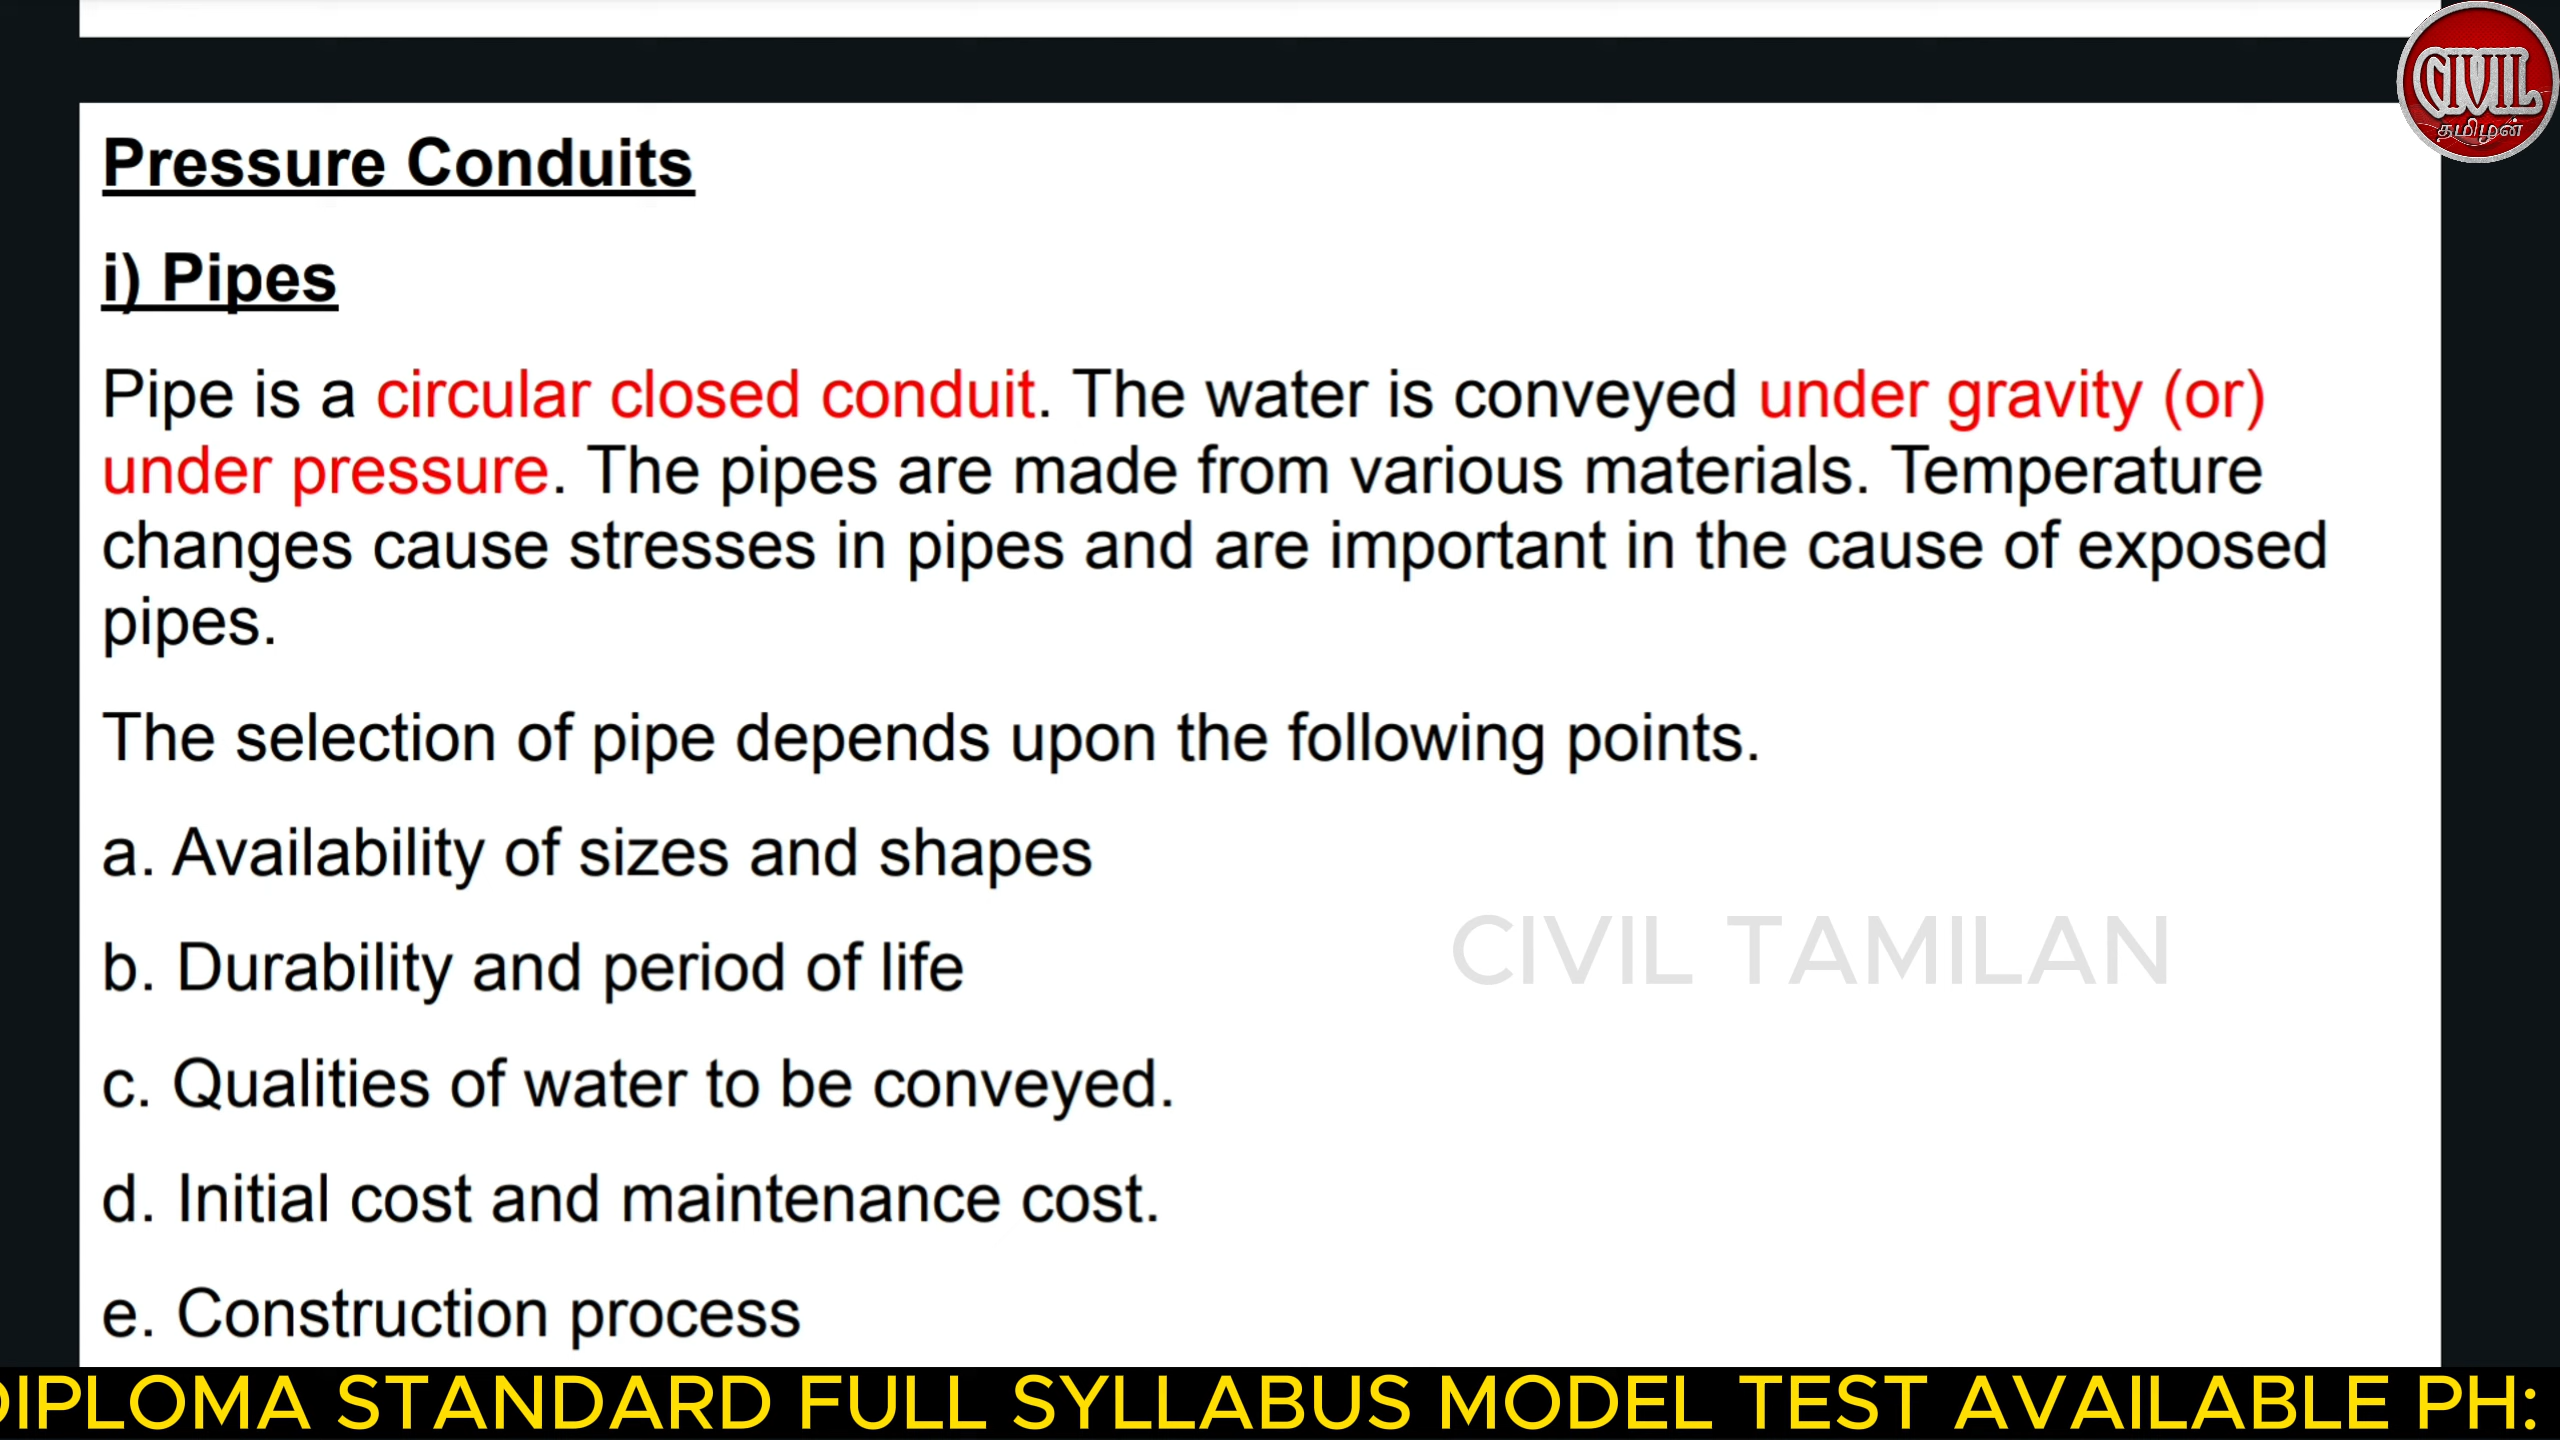 CIVIL
தமிழன்
Pressure Conduits
i) Pipes
Pipe is a circular closed conduit. The water is conveyed under gravity (or)
under pressure. The pipes are made from various materials. Temperature
changes cause stresses in pipes and are important in the cause of exposed
pipes.
The selection of pipe depends upon the following points.
a. Availability of sizes and shapes
b. Durability and period of life
CIVIL TAMILAN
c. Qualities of water to be conveyed.
d. Initial cost and maintenance cost.
e. Construction process
DIPLOMA STANDARD FULL SYLLABUS MODEL TEST AVAILABLE PH: